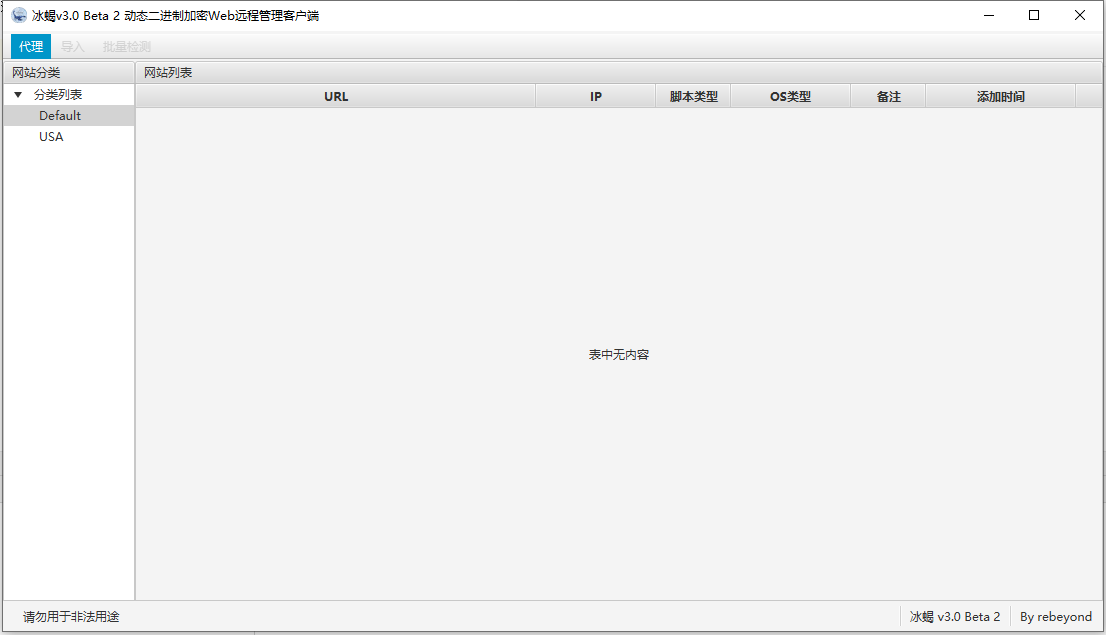 冰蝎v3.0 Beta 2 动态二进制加密Web远程管理客户端
代理 导入 批量检测
网站分类 网站列表
分类列表 URL IP 脚本类型 OS类型 备注 添加时间
Default
USA
表中无内容
请勿用于非法用途 冰蝎 v3.0 Beta 2 By rebeyond